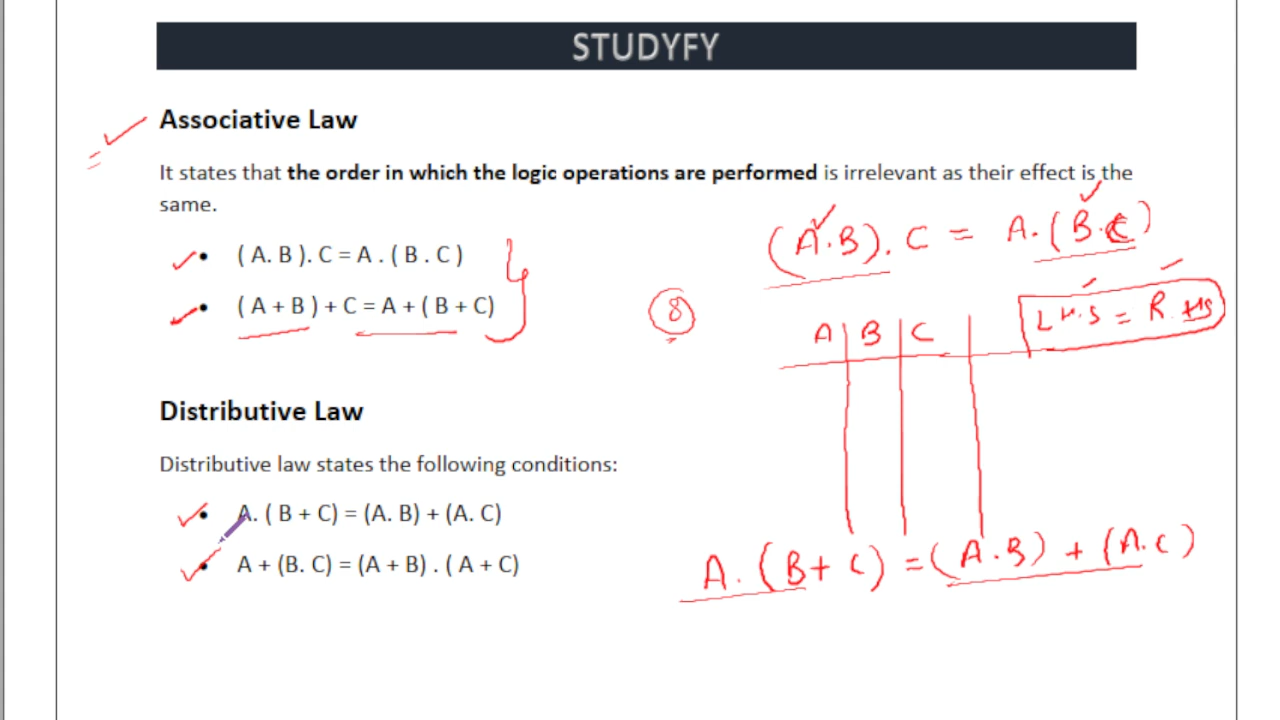 STUDYFY
Associative Law
It states that the order in which the logic operations are performed is irrelevant as their effect is the
same.
• ( A. B ). C = A . ( B . C )
• ( A + B ) + C = A + ( B + C)
(A.B). C = A. (B.C)
8
L H.S = R. HS
A B C
Distributive Law
Distributive law states the following conditions:
• A. ( B + C) = (A. B) + (A. C)
• A + (B. C) = (A + B) . ( A + C)
A. (B+ C) = (A.B) + (A.C)